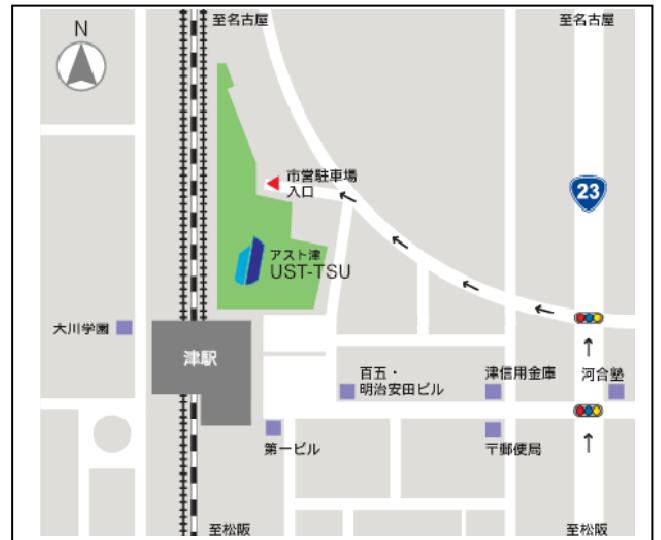 N
至名古屋
至名古屋
市営駐車場
入口
23
アスト津
UST-TSU
大川学園
津駅
百五・
明治安田ビル
津信用金庫
河合塾
第一ビル
〒郵便局
至松阪
至松阪